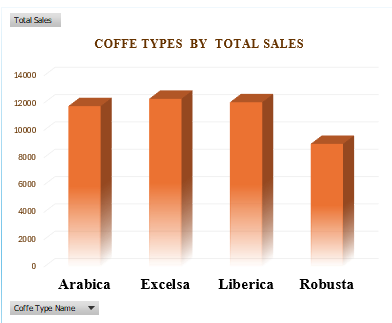 Total Sales
COFFE TYPES BY TOTAL SALES
14000
12000
10000
8000
6000
4000
2000
0
Arabica Excelsa Liberica Robusta
Coffe Type Name